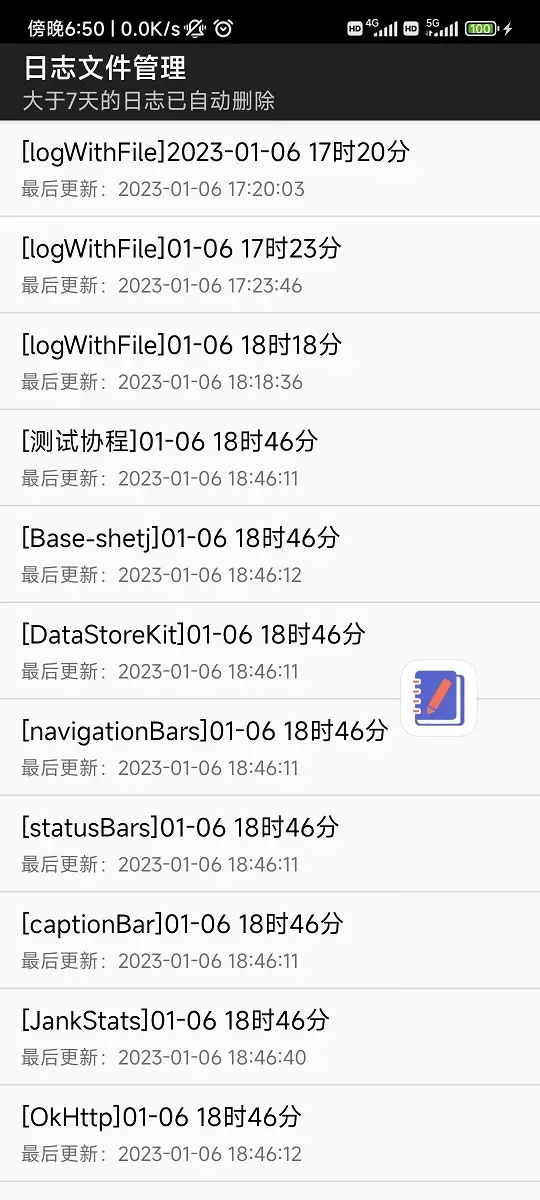 傍晚6:50 | 0.0K/s HD 4G HD 5G 100
日志文件管理
大于7天的日志已自动删除
[logWithFile]2023-01-06 17时20分
最后更新：2023-01-06 17:20:03
[logWithFile]01-06 17时23分
最后更新：2023-01-06 17:23:46
[logWithFile]01-06 18时18分
最后更新：2023-01-06 18:18:36
[测试协程]01-06 18时46分
最后更新：2023-01-06 18:46:11
[Base-shetj]01-06 18时46分
最后更新：2023-01-06 18:46:12
[DataStoreKit]01-06 18时46分
最后更新：2023-01-06 18:46:11
[navigationBars]01-06 18时46分
最后更新：2023-01-06 18:46:11
[statusBars]01-06 18时46分
最后更新：2023-01-06 18:46:11
[captionBar]01-06 18时46分
最后更新：2023-01-06 18:46:11
[JankStats]01-06 18时46分
最后更新：2023-01-06 18:46:40
[OkHttp]01-06 18时46分
最后更新：2023-01-06 18:46:12